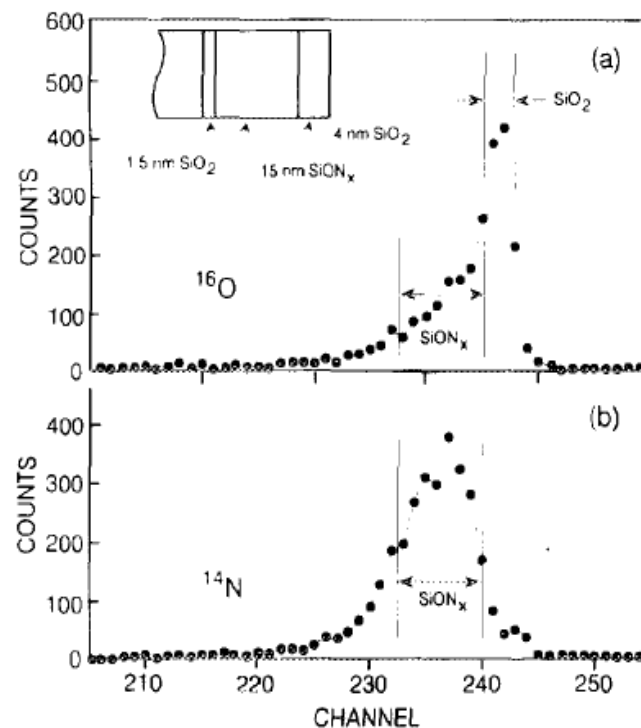 600
(a)
500
SiO₂
400
4 nm SiO₂
1.5 nm SiO₂
15 nm SiONₓ
300
COUNTS
200
¹⁶O
100
SiONₓ
0
(b)
400
300
COUNTS
200
¹⁴N
SiONₓ
100
0
210 220 230 240 250
CHANNEL